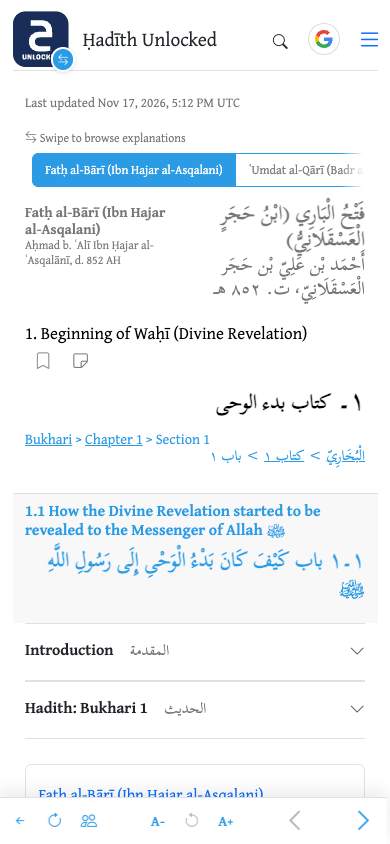 UNLOCK
Ḥadīth Unlocked
Last updated Nov 17, 2026, 5:12 PM UTC
Swipe to browse explanations
Fatḥ al-Bārī (Ibn Hajar al-Asqalani)
ʿUmdat al-Qārī (Badr a
Fatḥ al-Bārī (Ibn Hajar
al-Asqalani)
Aḥmad b. ʿAlī Ibn Ḥajar al-
ʿAsqalānī, d. 852 AH
فَتْحُ الْبَارِي (ابْنُ حَجَرٍ
الْعَسْقَلَانِيُّ)
أَحْمَد بْن عَلِيّ بْن حَجَر
الْعَسْقَلَانِيّ، ت. ٨٥٢ هـ
1. Beginning of Waḥī (Divine Revelation)
١ ـ كتاب بدء الوحى
Bukhari > Chapter 1 > Section 1
الْبُخَارِيّ > كتاب ١ > باب ١
1.1 How the Divine Revelation started to be
revealed to the Messenger of Allah ﷺ
١-١ باب كَيْفَ كَانَ بَدْءُ الْوَحْىِ إِلَى رَسُولِ اللَّهِ
ﷺ
Introduction المقدمة
Hadith: Bukhari 1 الحديث
Fatḥ al-Bārī (Ibn Hajar al-Asqalani)
A- A+